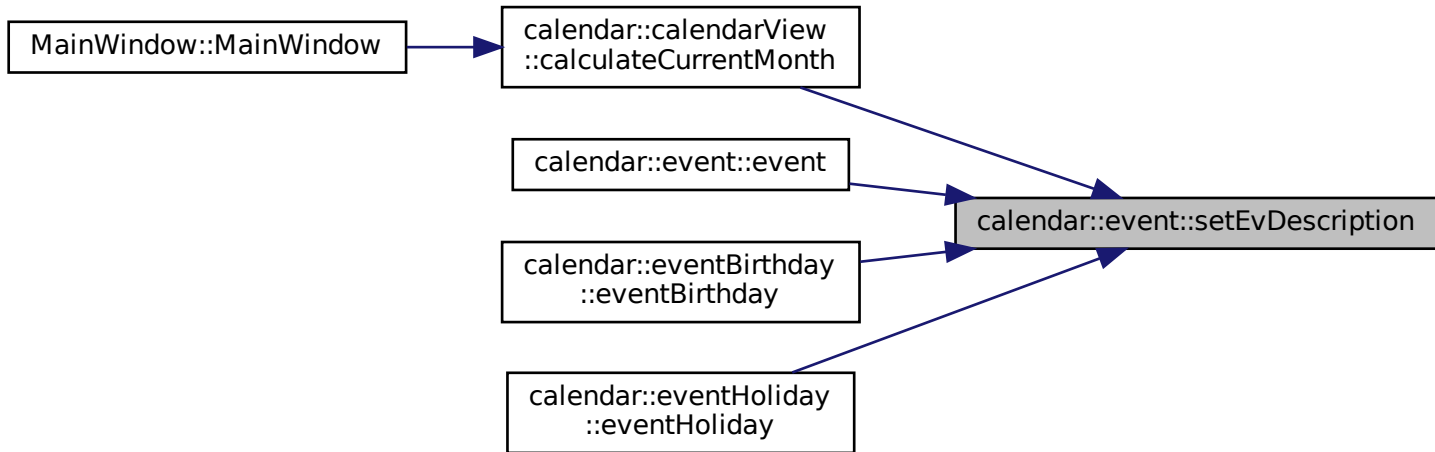 MainWindow::MainWindow
calendar::calendarView
::calculateCurrentMonth
calendar::event::event
calendar::eventBirthday
::eventBirthday
calendar::eventHoliday
::eventHoliday
calendar::event::setEvDescription